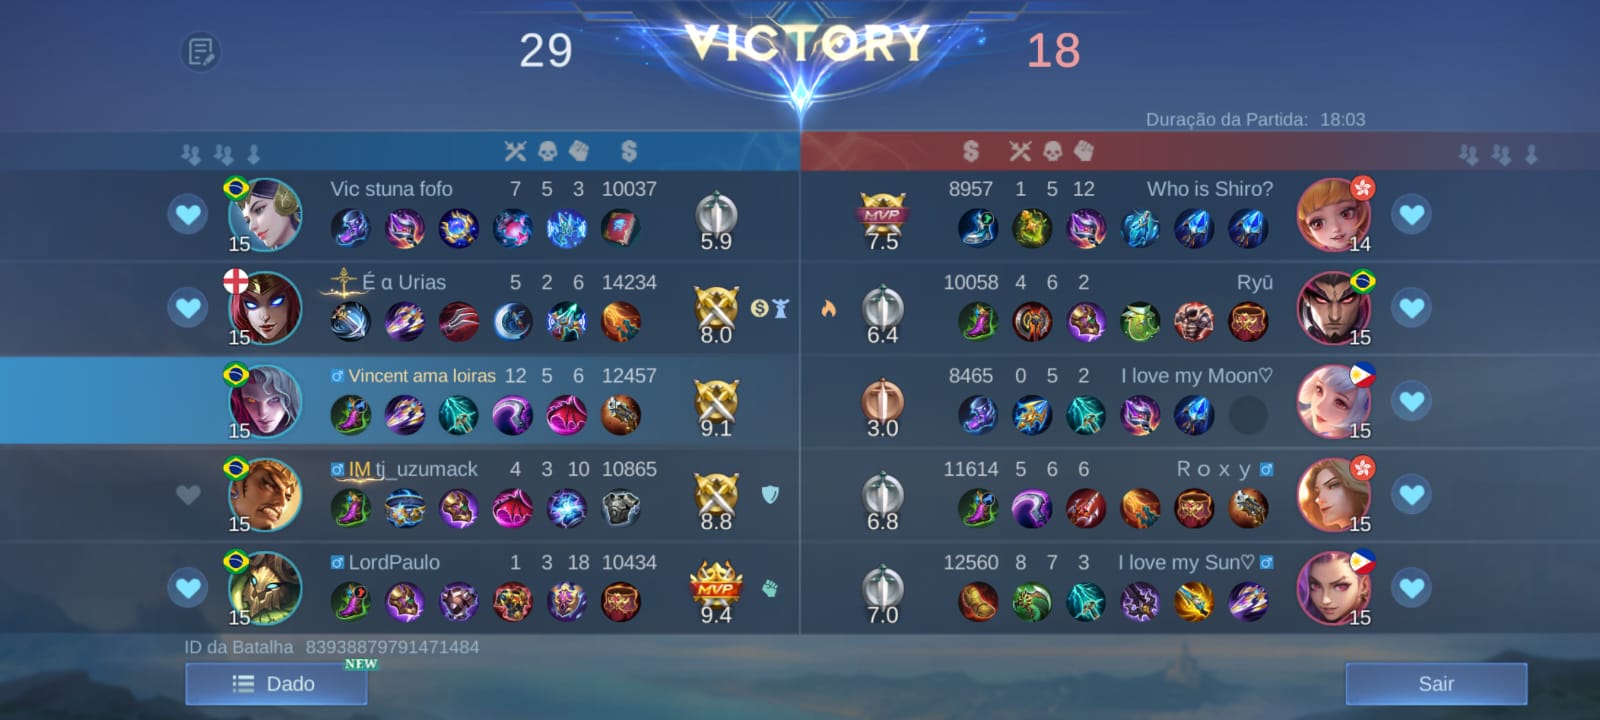 29 VICTORY 18
Duração da Partida: 18:03
Vic stuna fofo 7 5 3 10037
15 5.9
MVP 7.5 8957 1 5 12 Who is Shiro?
14
É α Urias 5 2 6 14234
15 8.0
10058 4 6 2 Ryū
6.4 15
Vincent ama loiras 12 5 6 12457
15 9.1
8465 0 5 2 I love my Moon♡
3.0 15
IM tj_uzumack 4 3 10 10865
15 8.8
11614 5 6 6 R o x y
6.8 15
LordPaulo 1 3 18 10434
15 MVP 9.4
12560 8 7 3 I love my Sun♡
7.0 15
ID da Batalha 83938879791471484
NEW
Dado
Sair